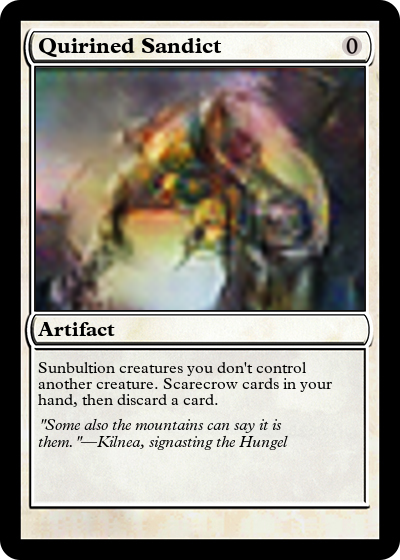 Quirined Sandict 0
Artifact
Sunbultion creatures you don't control
another creature. Scarecrow cards in your
hand, then discard a card.
"Some also the mountains can say it is
them."—Kilnea, signasting the Hungel